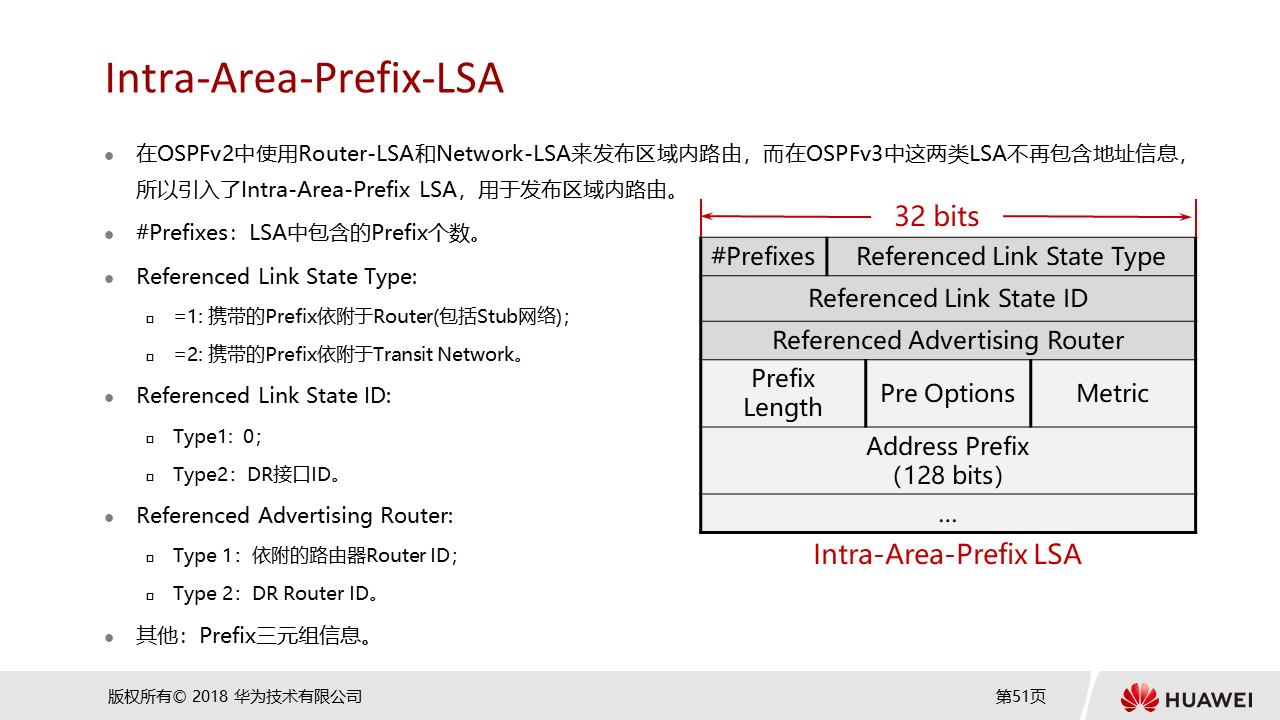 Intra-Area-Prefix-LSA
在OSPFv2中使用Router-LSA和Network-LSA来发布区域内路由，而在OSPFv3中这两类LSA不再包含地址信息，
所以引入了Intra-Area-Prefix LSA，用于发布区域内路由。
#Prefixes：LSA中包含的Prefix个数。
Referenced Link State Type:
=1: 携带的Prefix依附于Router(包括Stub网络)；
=2: 携带的Prefix依附于Transit Network。
Referenced Link State ID:
Type1: 0；
Type2：DR接口ID。
Referenced Advertising Router:
Type 1：依附的路由器Router ID；
Type 2：DR Router ID。
其他：Prefix三元组信息。
32 bits
#Prefixes Referenced Link State Type
Referenced Link State ID
Referenced Advertising Router
Prefix
Length
Pre Options
Metric
Address Prefix
（128 bits）
...
Intra-Area-Prefix LSA
版权所有© 2018 华为技术有限公司
第51页
HUAWEI